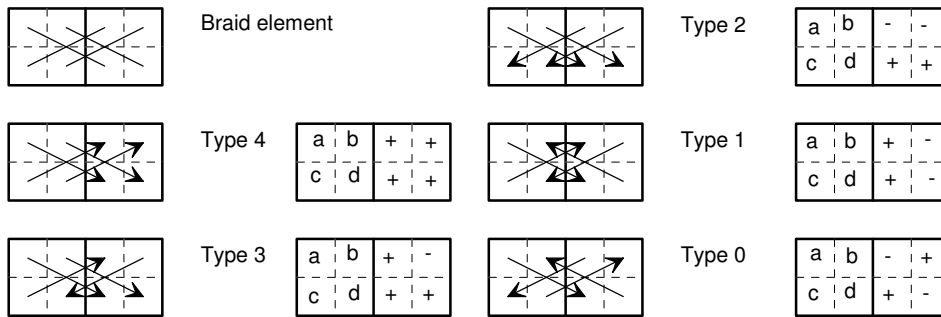 Braid element
Type 2
a b - -
c d + +
Type 4
a b + +
c d + +
Type 1
a b + -
c d + -
Type 3
a b + -
c d + +
Type 0
a b - +
c d + -